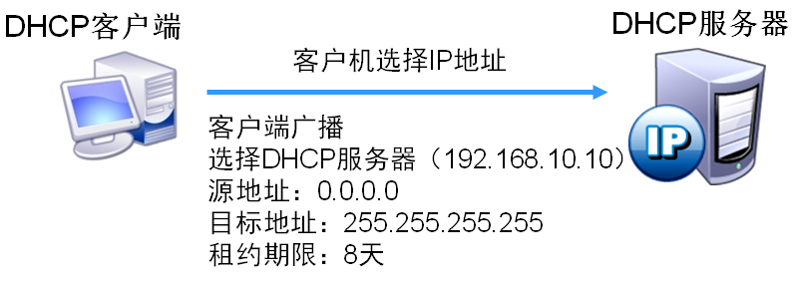 DHCP客户端
DHCP服务器
客户机选择IP地址
客户端广播
选择DHCP服务器（192.168.10.10）
源地址：0.0.0.0
目标地址：255.255.255.255
租约期限：8天
IP